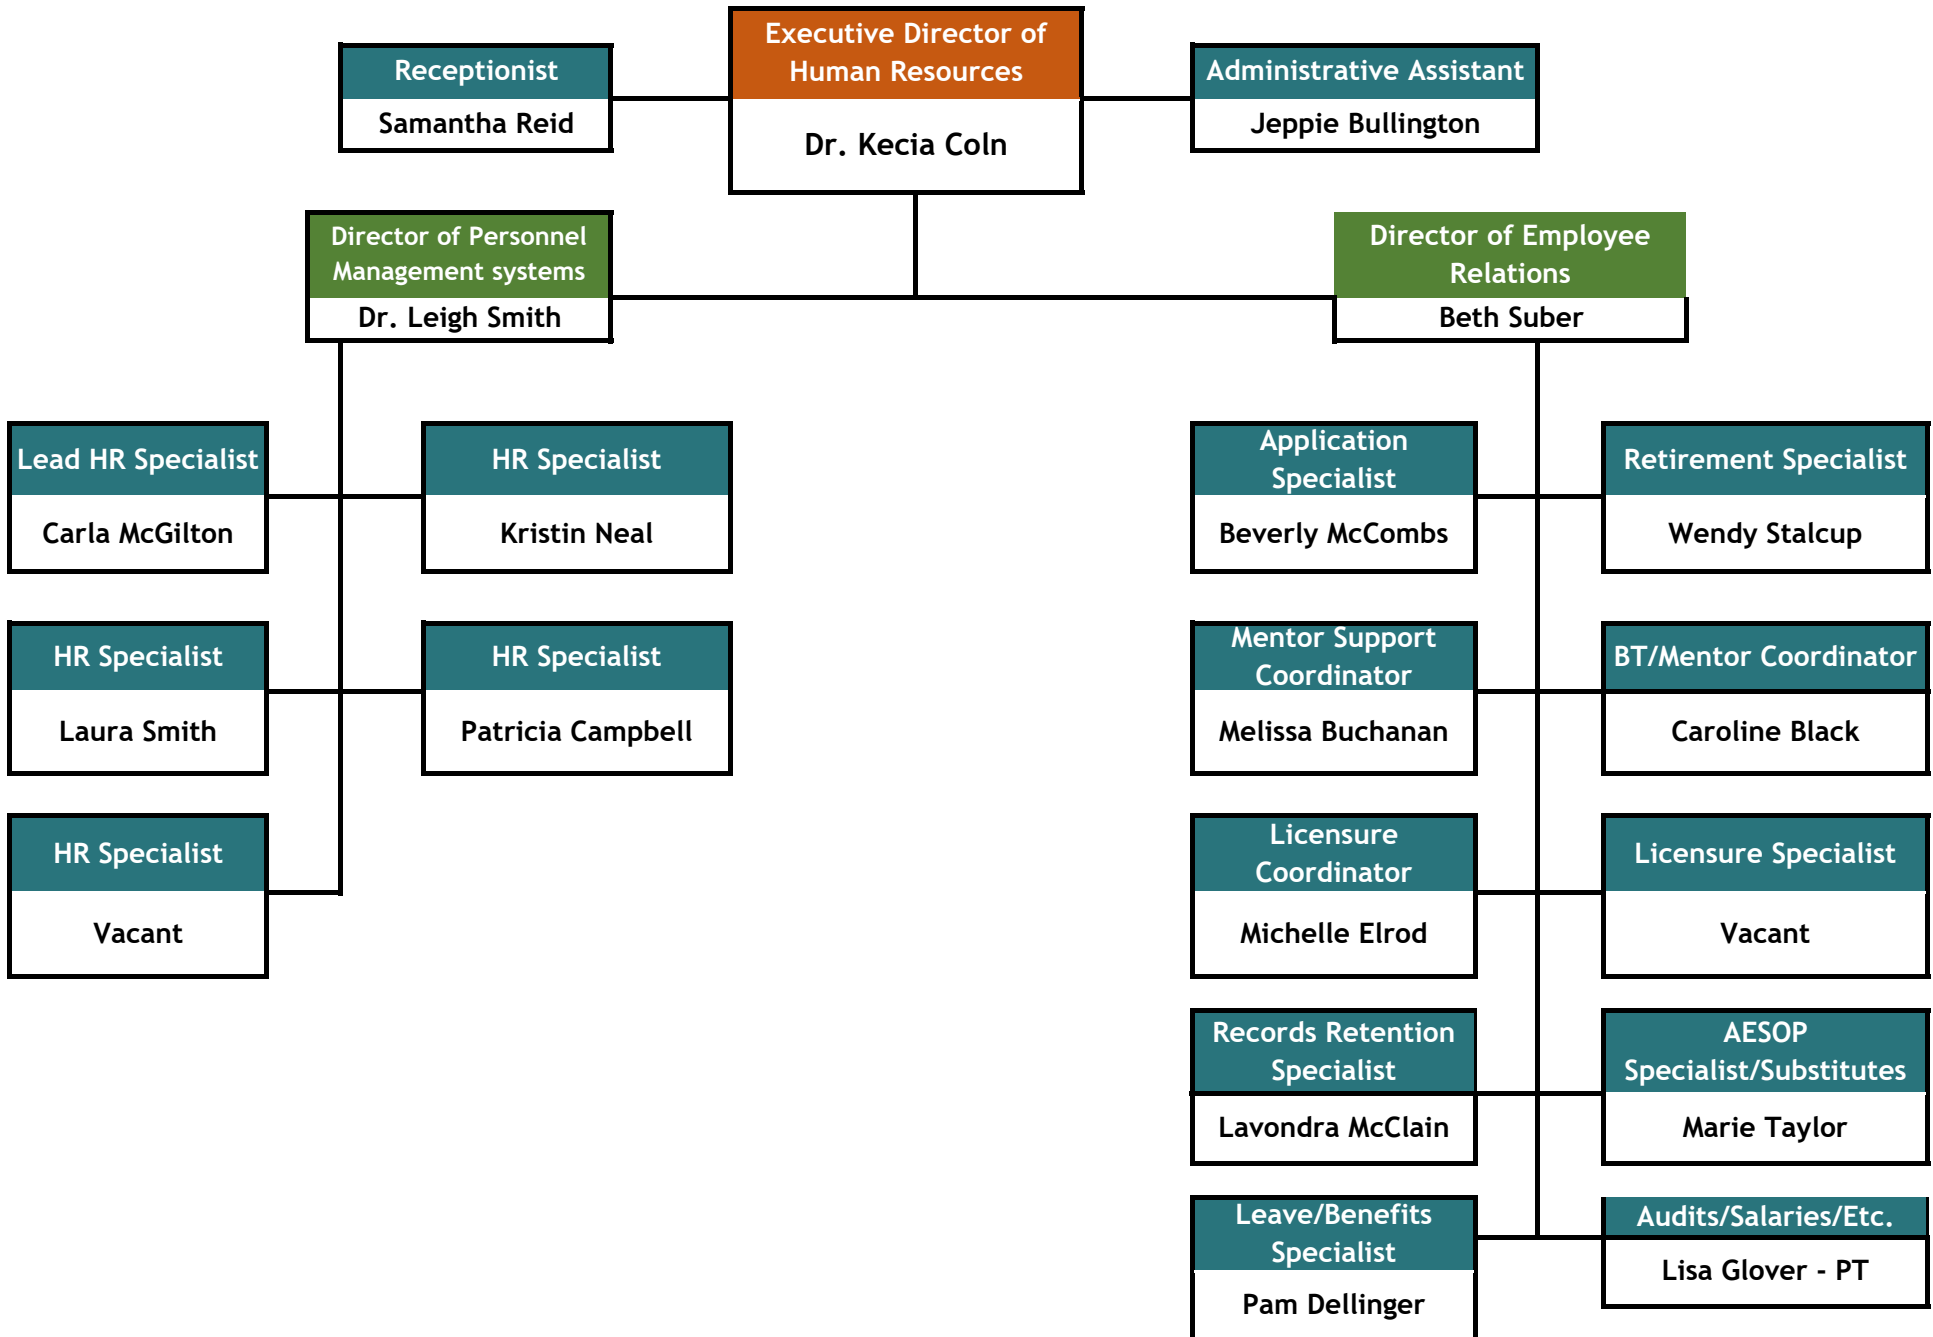 Executive Director of
Human Resources
Dr. Kecia Coln
Receptionist
Samantha Reid
Administrative Assistant
Jeppie Bullington
Director of Personnel
Management systems
Dr. Leigh Smith
Director of Employee
Relations
Beth Suber
Lead HR Specialist
Carla McGilton
HR Specialist
Kristin Neal
HR Specialist
Laura Smith
HR Specialist
Patricia Campbell
HR Specialist
Vacant
Application
Specialist
Beverly McCombs
Retirement Specialist
Wendy Stalcup
Mentor Support
Coordinator
Melissa Buchanan
BT/Mentor Coordinator
Caroline Black
Licensure
Coordinator
Michelle Elrod
Licensure Specialist
Vacant
Records Retention
Specialist
Lavondra McClain
AESOP
Specialist/Substitutes
Marie Taylor
Leave/Benefits
Specialist
Pam Dellinger
Audits/Salaries/Etc.
Lisa Glover - PT